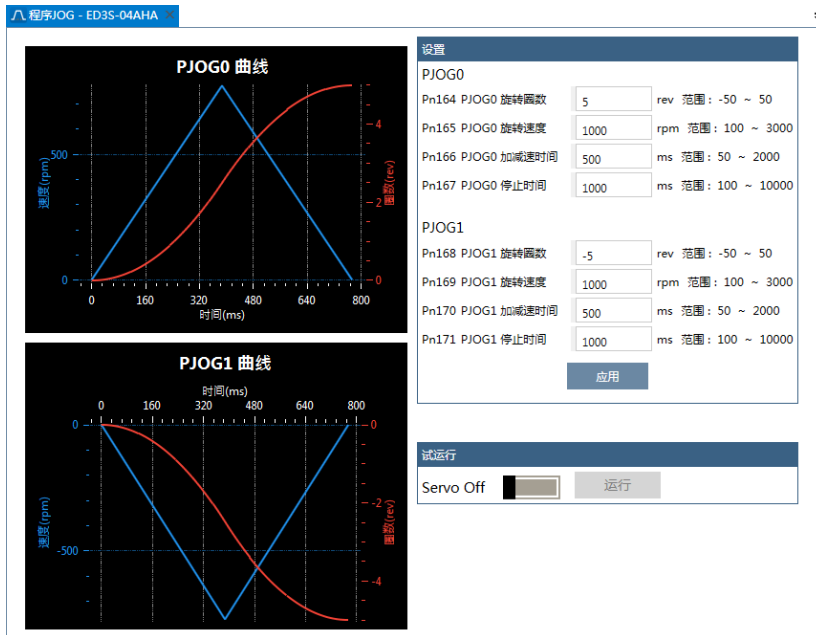 程序JOG - ED3S-04AHA ×
PJOG0 曲线
速度(rpm)
500
0
4
2
0
圈数(rev)
0 160 320 480 640 800
时间(ms)
PJOG1 曲线
时间(ms)
0 160 320 480 640 800
速度(rpm)
0
-500
0
-2
-4
圈数(rev)
设置
PJOG0
Pn164 PJOG0 旋转圈数 5 rev 范围: -50 ~ 50
Pn165 PJOG0 旋转速度 1000 rpm 范围: 100 ~ 3000
Pn166 PJOG0 加减速时间 500 ms 范围: 50 ~ 2000
Pn167 PJOG0 停止时间 1000 ms 范围: 100 ~ 10000
PJOG1
Pn168 PJOG1 旋转圈数 -5 rev 范围: -50 ~ 50
Pn169 PJOG1 旋转速度 1000 rpm 范围: 100 ~ 3000
Pn170 PJOG1 加减速时间 500 ms 范围: 50 ~ 2000
Pn171 PJOG1 停止时间 1000 ms 范围: 100 ~ 10000
应用
试运行
Servo Off 运行